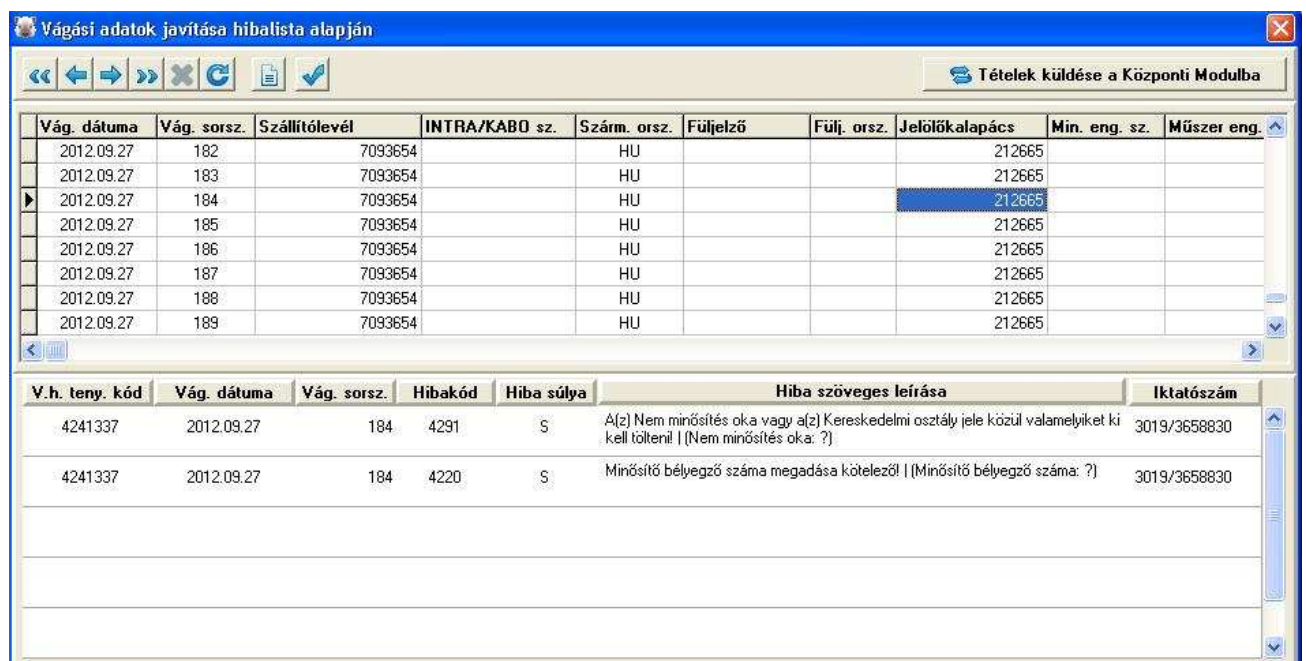 Vágási adatok javítása hibalista alapján
Tételek küldése a Központi Modulba
Vág. dátuma Vág. sorsz. Szállítólevél INTRA/KABO sz. Szárm. orsz. Füljelző Fülj. orsz. Jelölőkalapács Min. eng. sz. Műszer eng.
2012.09.27 182 7093654 HU 212665
2012.09.27 183 7093654 HU 212665
2012.09.27 184 7093654 HU 212665
2012.09.27 185 7093654 HU 212665
2012.09.27 186 7093654 HU 212665
2012.09.27 187 7093654 HU 212665
2012.09.27 188 7093654 HU 212665
2012.09.27 189 7093654 HU 212665
V.h. teny. kód Vág. dátuma Vág. sorsz. Hibakód Hiba súlya Hiba szöveges leírása Iktatószám
4241337 2012.09.27 184 4291 S A(z) Nem minősítés oka vagy a(z) Kereskedelmi osztály jele közül valamelyiket ki
kell tölteni! | (Nem minősítés oka: ?) 3019/3658830
4241337 2012.09.27 184 4220 S Minősítő bélyegző száma megadása kötelező! | (Minősítő bélyegző száma: ?) 3019/3658830